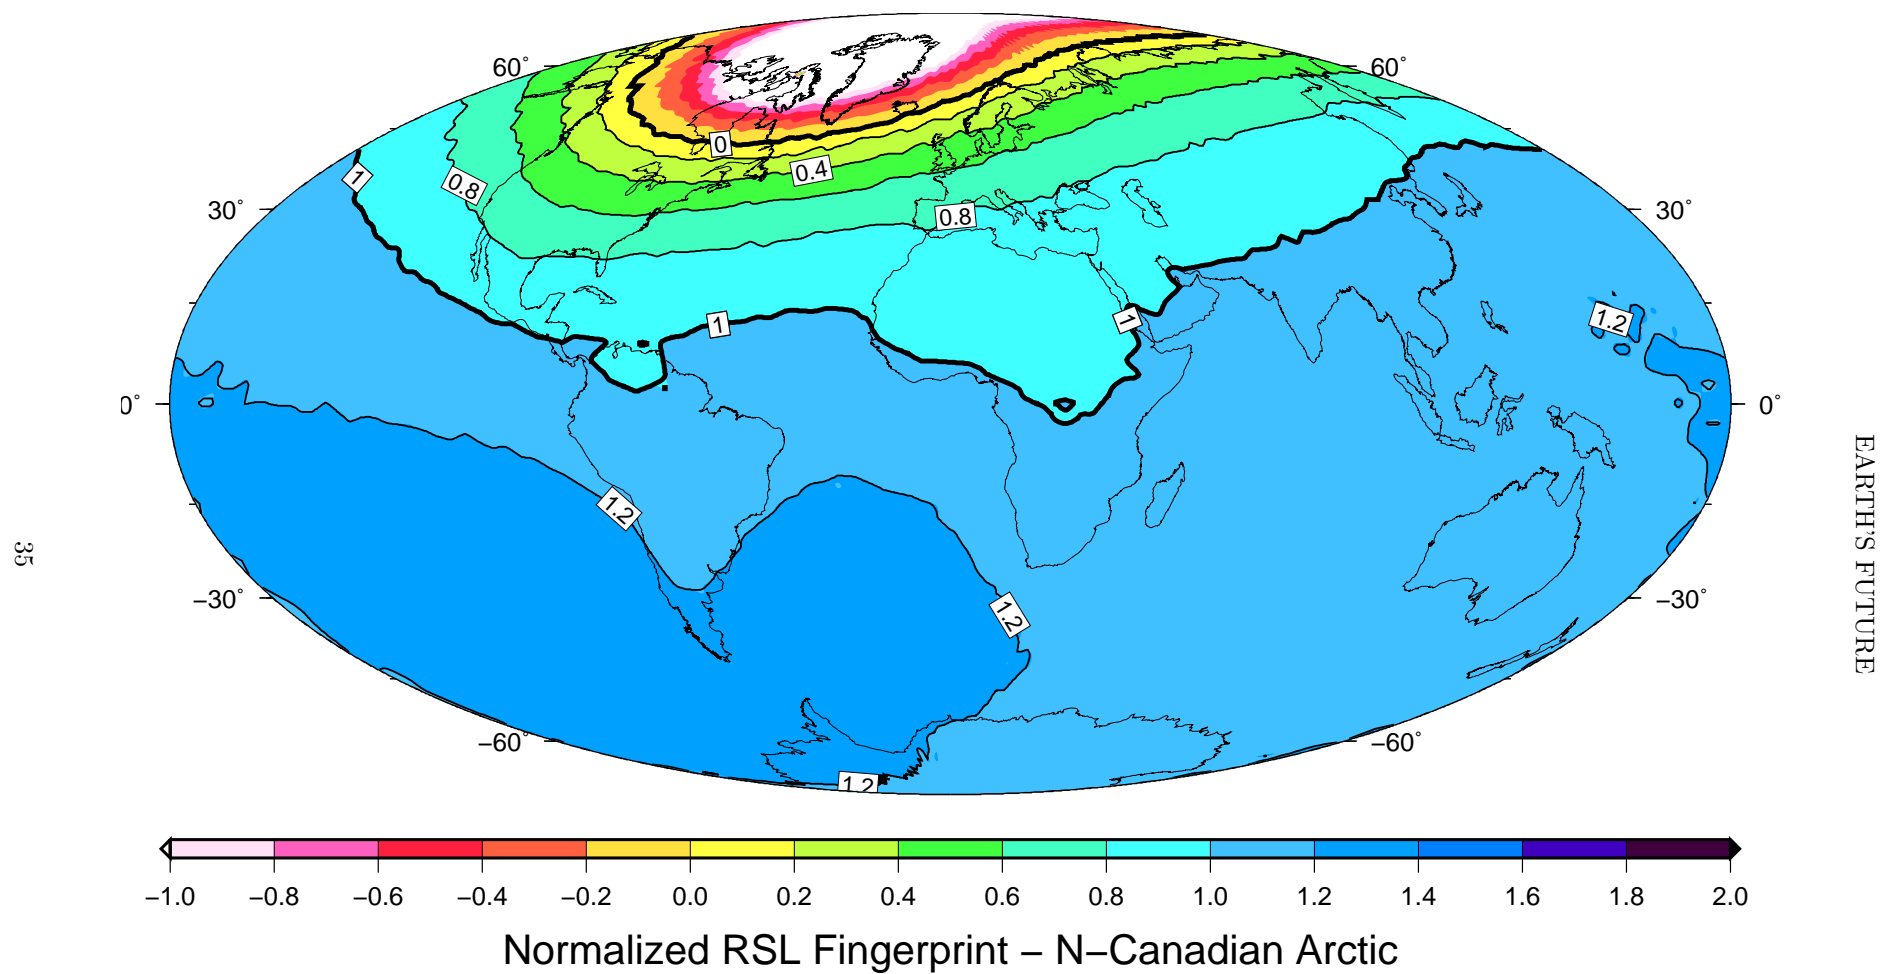 60° 60°
0
0.4
1 0.8
30° 0.8 30°
1 1 1.2
0° 0°
1.2
–30° 1.2 –30°
–60° –60°
1.2
–1.0 –0.8 –0.6 –0.4 –0.2 0.0 0.2 0.4 0.6 0.8 1.0 1.2 1.4 1.6 1.8 2.0
Normalized RSL Fingerprint – N–Canadian Arctic
35
EARTH'S FUTURE